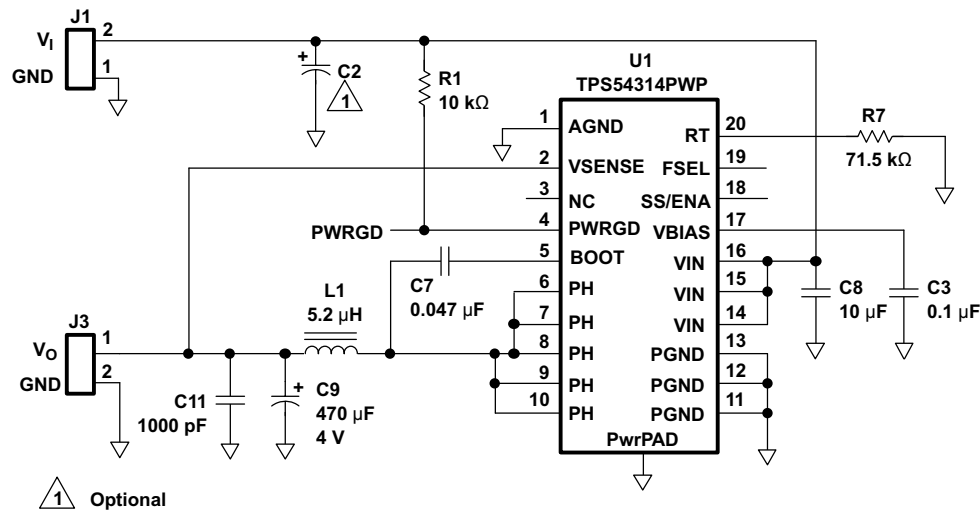 J1
VI
2
GND
1
+
C2
1
R1
10 kΩ
U1
TPS54314PWP
1
AGND
2
VSENSE
3
NC
4
PWRGD
PWRGD
5
BOOT
6
PH
7
PH
8
PH
9
PH
10
PH
PwrPAD
20
RT
19
FSEL
18
SS/ENA
17
VBIAS
16
VIN
15
VIN
14
VIN
13
PGND
12
PGND
11
PGND
R7
71.5 kΩ
C8
10 μF
C3
0.1 μF
C7
0.047 μF
L1
5.2 μH
J3
VO
1
GND
2
C11
1000 pF
+
C9
470 μF
4 V
1 Optional